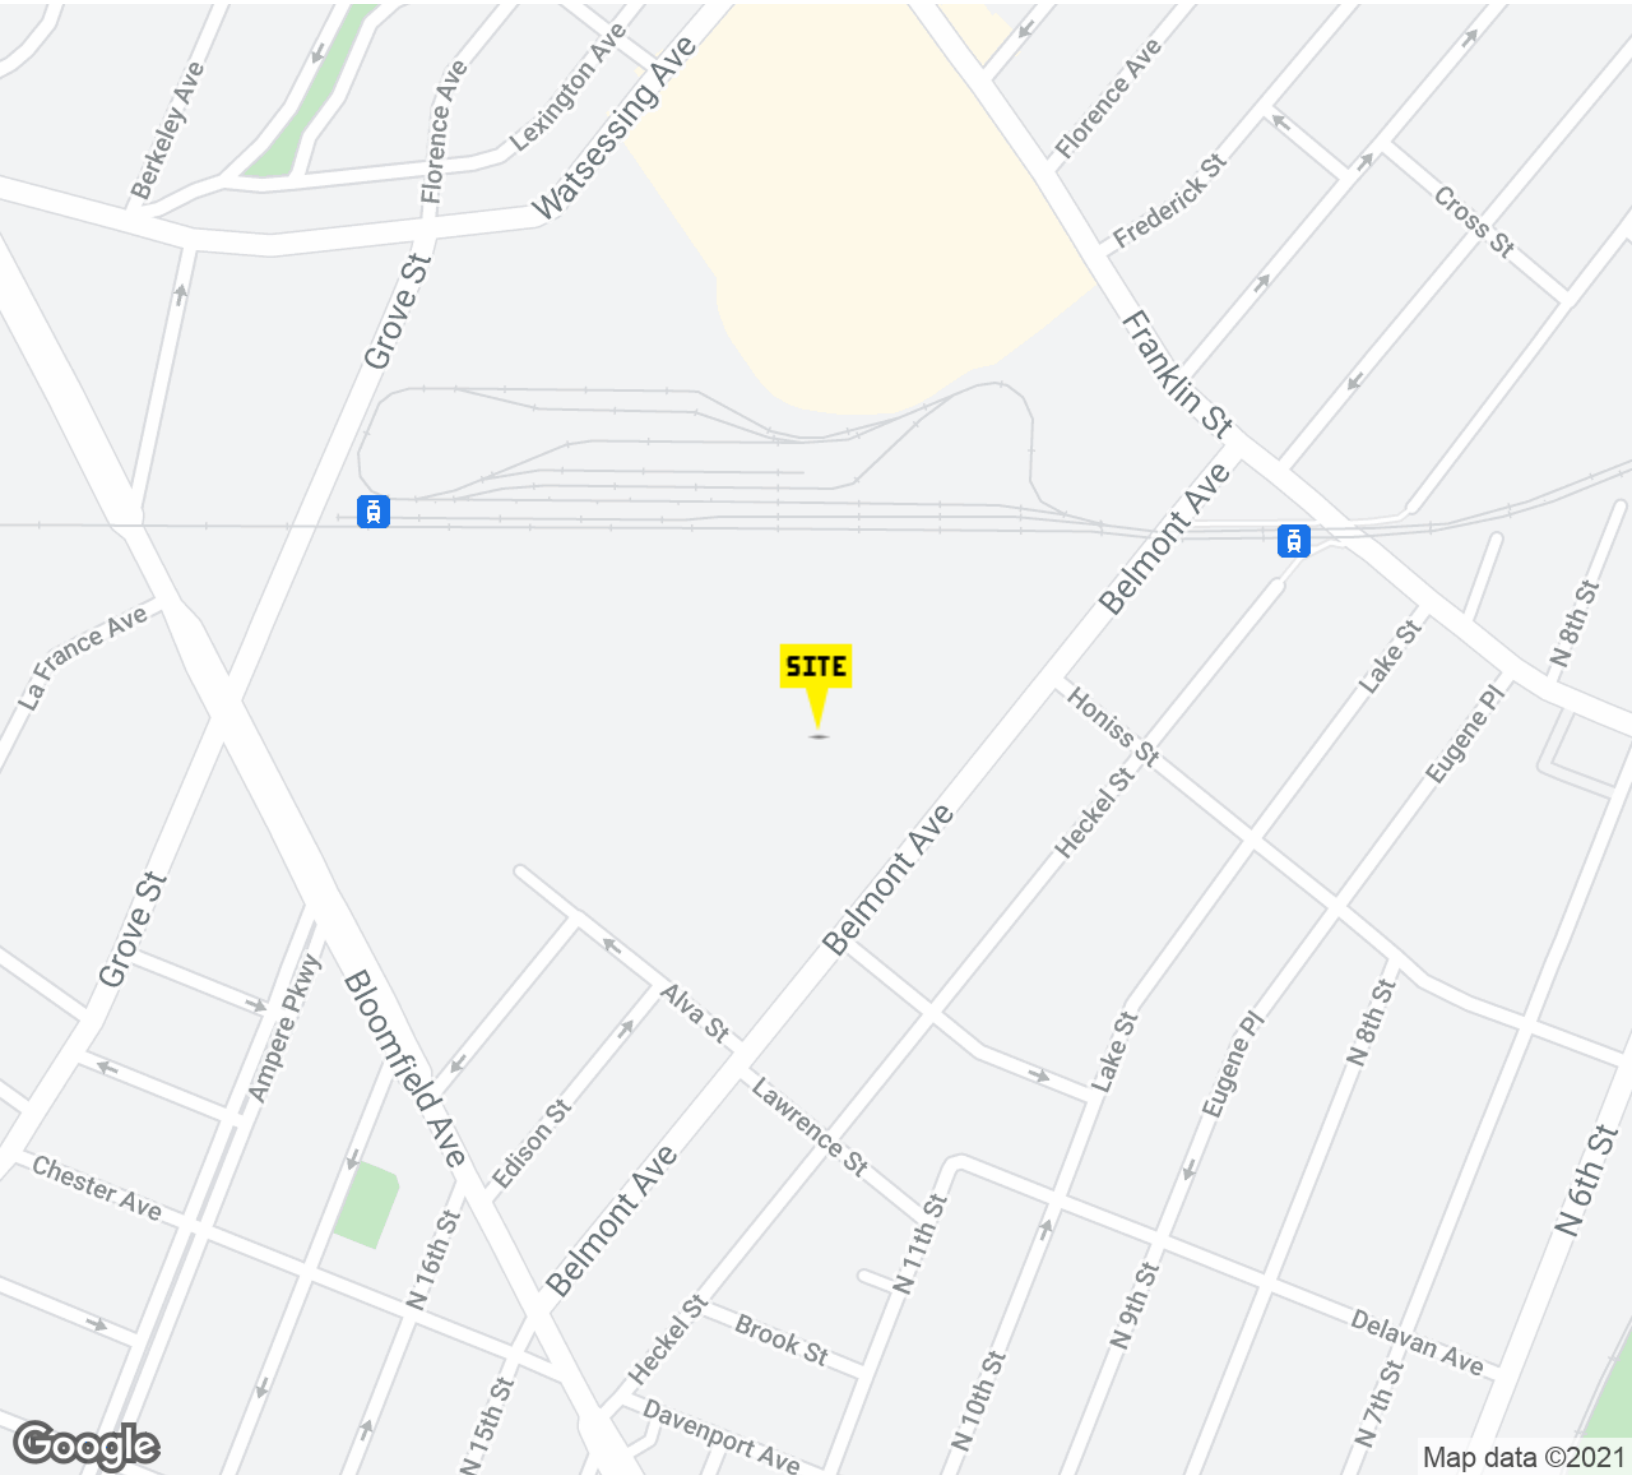 Berkeley Ave
Florence Ave
Lexington Ave
Watsessing Ave
Florence Ave
Frederick St
Cross St
Grove St
Franklin St
Belmont Ave
La France Ave
N 8th St
Lake St
SITE
Honiss St
Eugene Pl
Heckel St
Belmont Ave
Grove St
Ampere Pkwy
Bloomfield Ave
Alva St
Lake St
Eugene Pl
N 8th St
Edison St
Lawrence St
Chester Ave
Belmont Ave
N 6th St
N 16th St
N 11th St
N 9th St
Heckel St
Brook St
Delavan Ave
N 15th St
Davenport Ave
N 10th St
N 7th St
Google
Map data ©2021